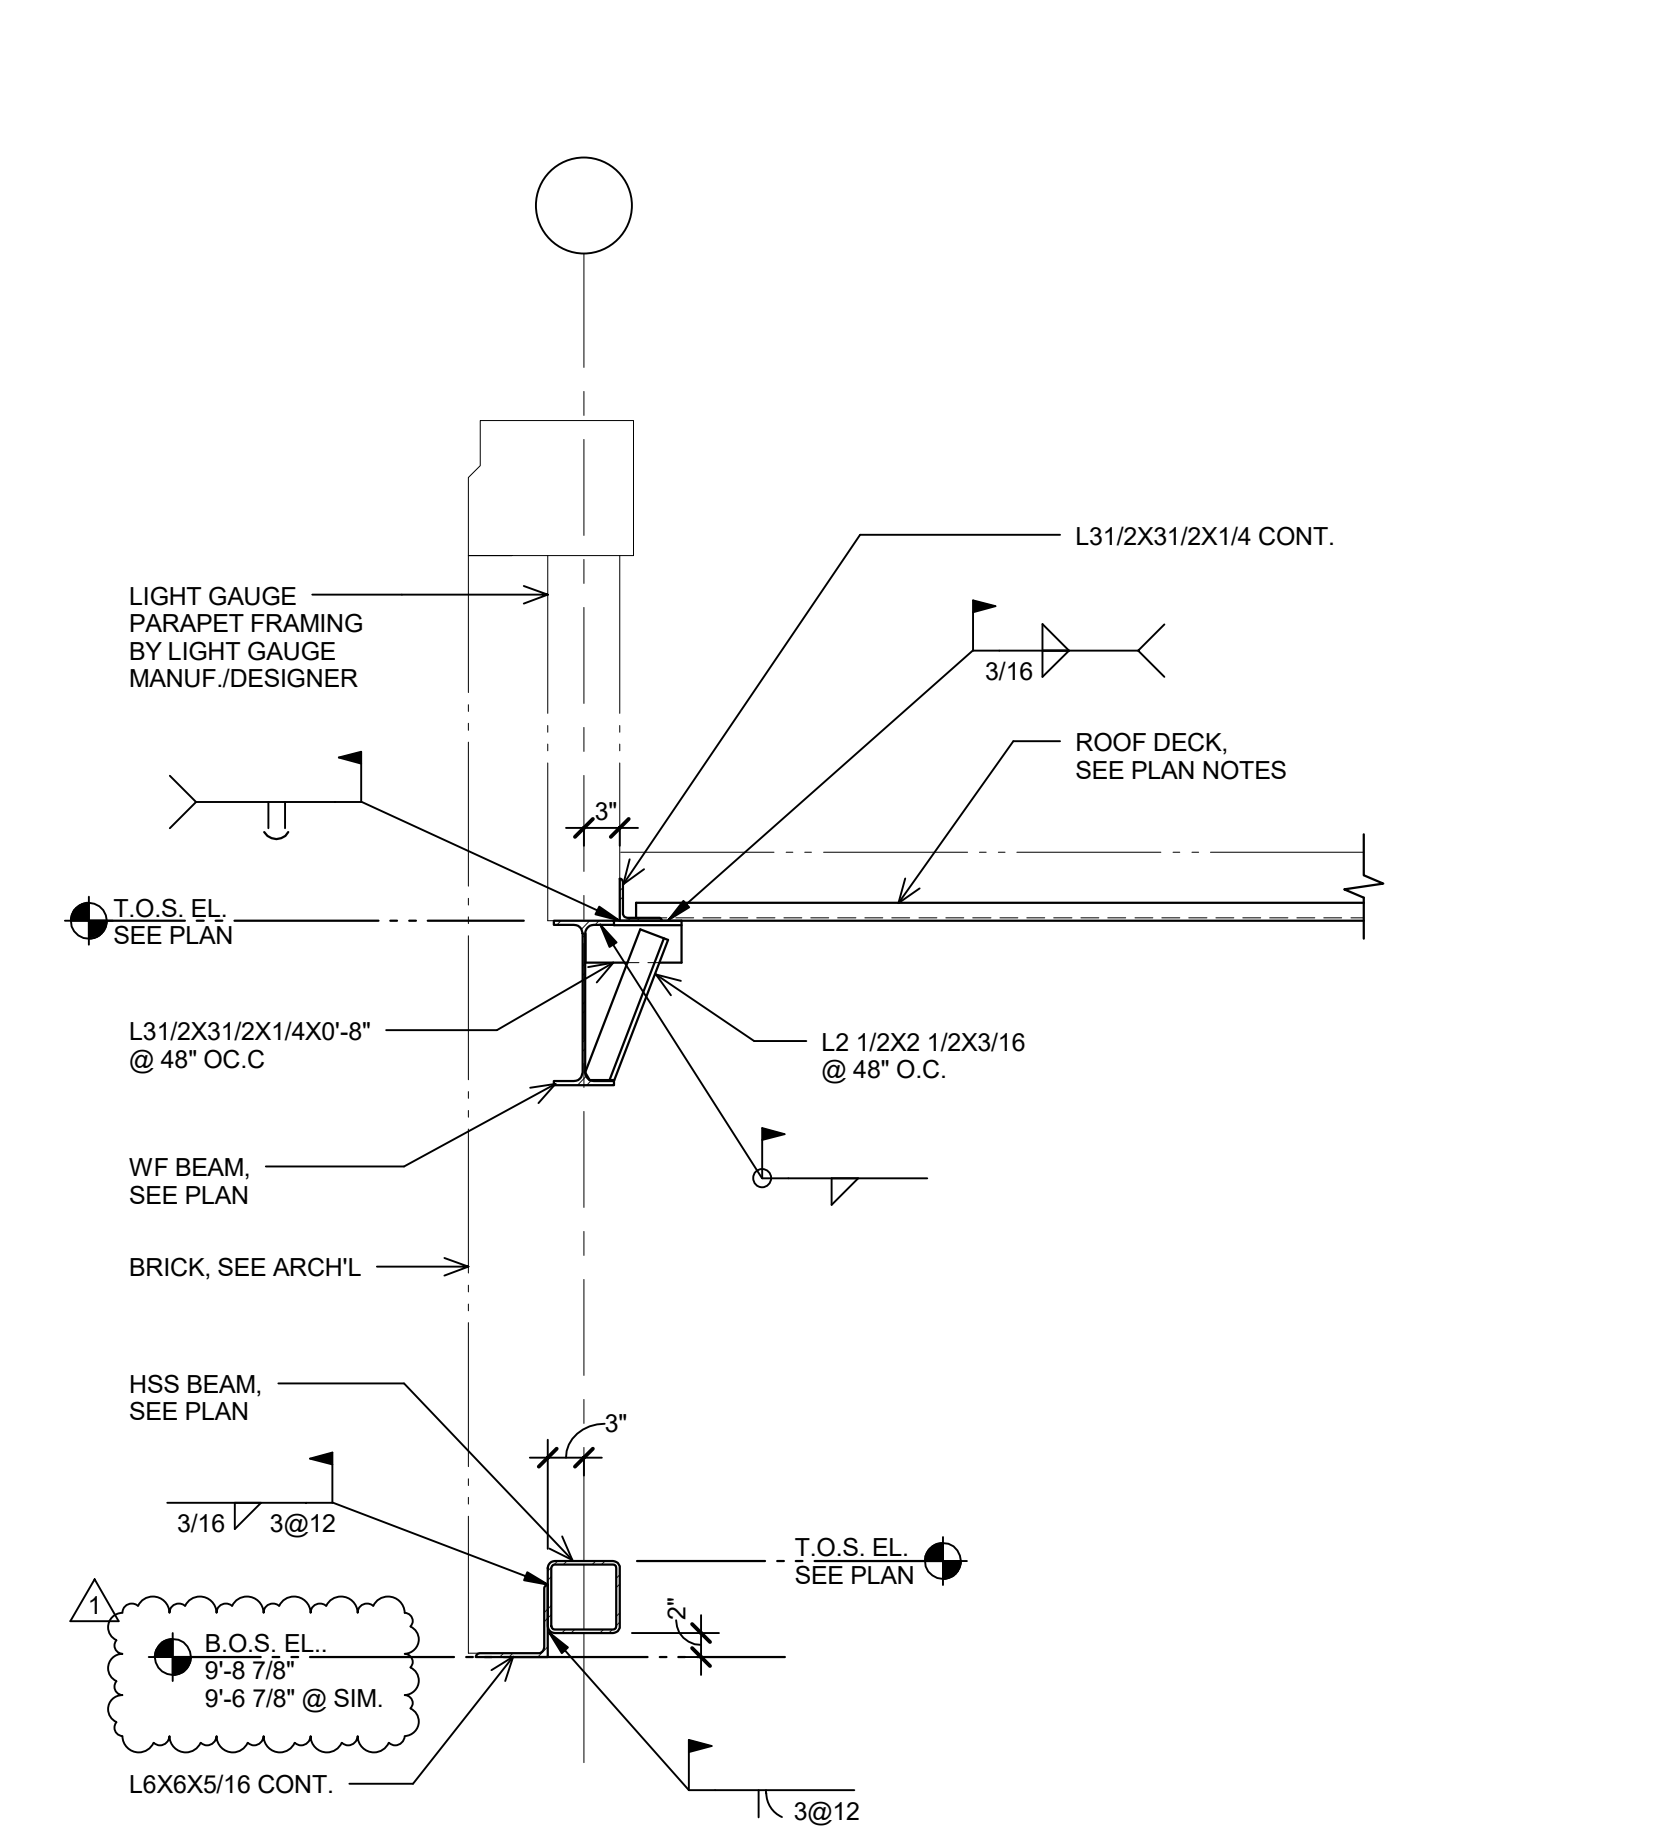 L31/2X31/2X1/4 CONT.
LIGHT GAUGE
PARAPET FRAMING
BY LIGHT GAUGE
MANUF./DESIGNER
3/16
ROOF DECK,
SEE PLAN NOTES
3"
T.O.S. EL.
SEE PLAN
L31/2X31/2X1/4X0'-8"
@ 48" OC.C
L2 1/2X2 1/2X3/16
@ 48" O.C.
WF BEAM,
SEE PLAN
BRICK, SEE ARCH'L
HSS BEAM,
SEE PLAN
3"
3/16 3@12
T.O.S. EL.
SEE PLAN
2"
1
B.O.S. EL..
9'-8 7/8"
9'-6 7/8" @ SIM.
L6X6X5/16 CONT.
3@12